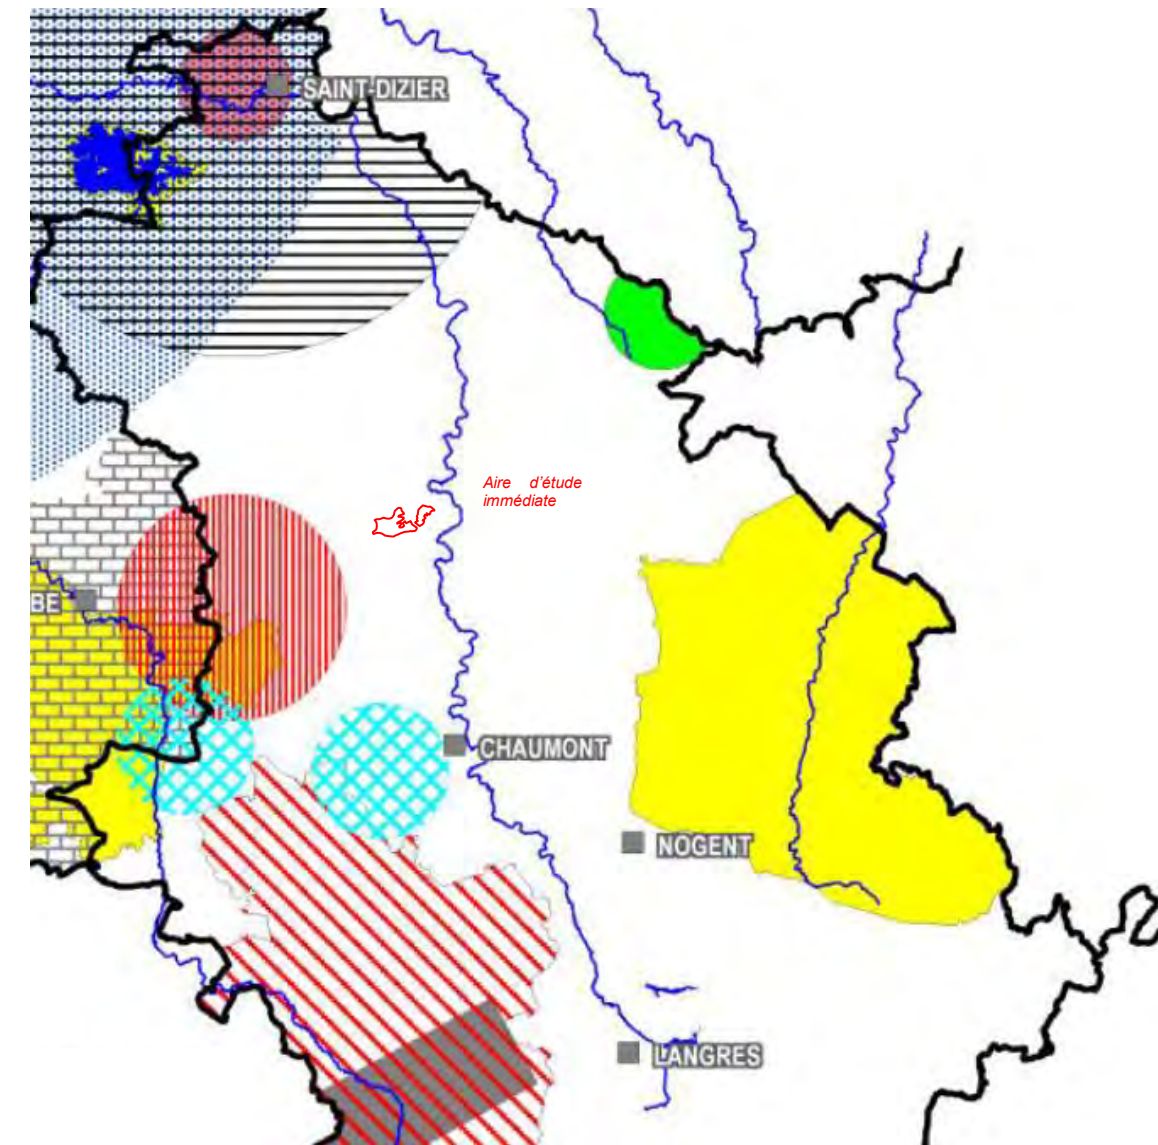 SAINT-DIZIER
Aire d'étude
immédiate
BE
CHAUMONT
NOGENT
LANGRES